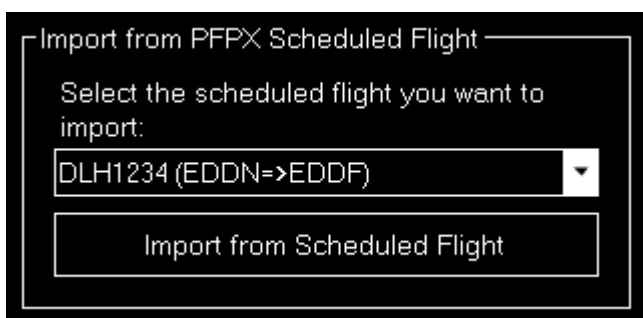 Import from PFPX Scheduled Flight
Select the scheduled flight you want to
import:
DLH1234 (EDDN=>EDDF)
Import from Scheduled Flight